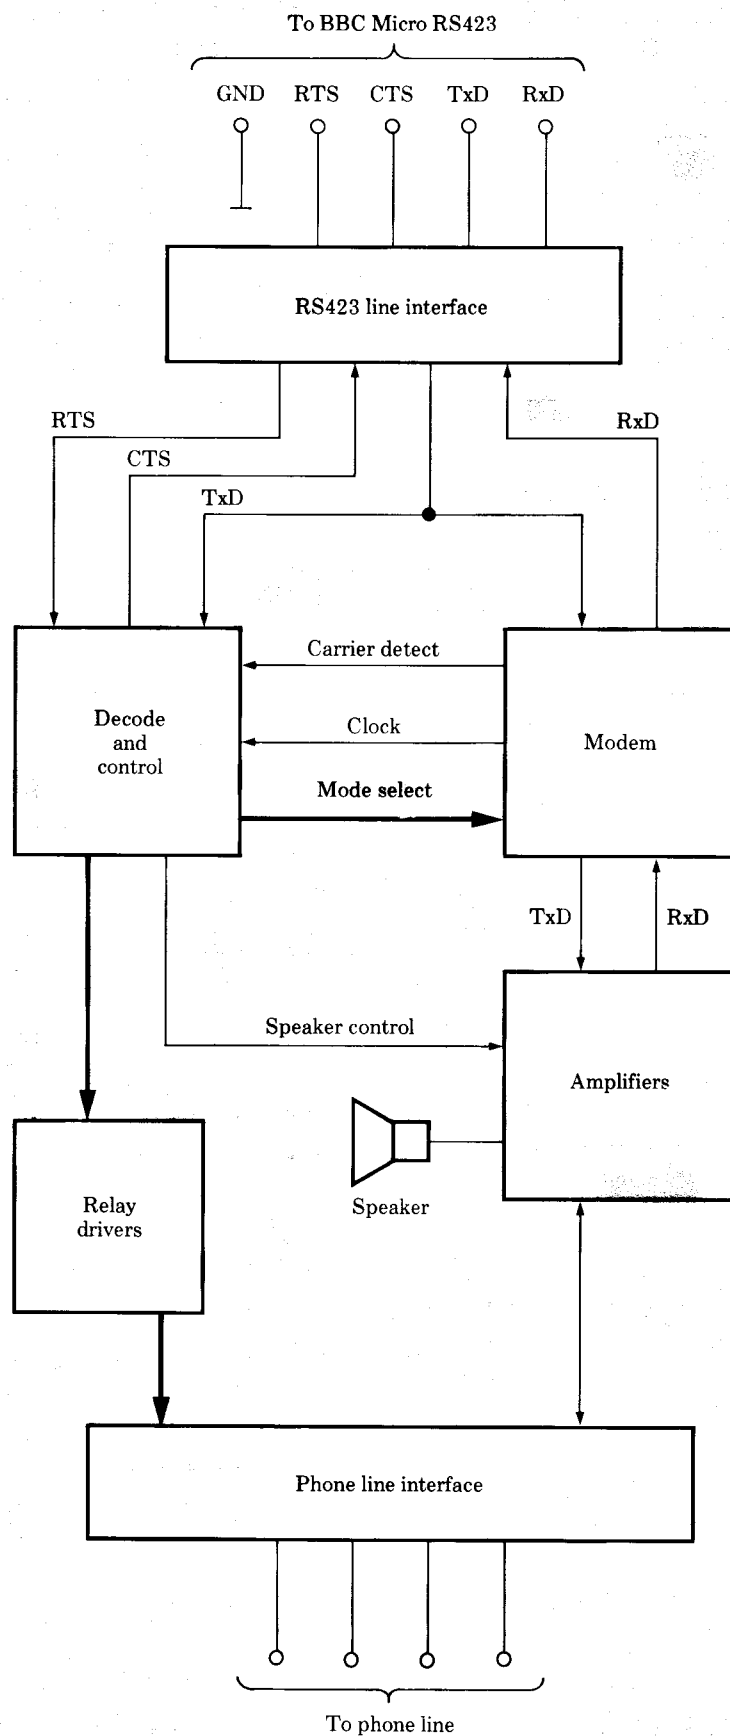 To BBC Micro RS423
GND RTS CTS TxD RxD
RS423 line interface
RTS
RxD
CTS
TxD
Carrier detect
Decode
and
control
Clock
Modem
Mode select
TxD
RxD
Speaker control
Amplifiers
Speaker
Relay
drivers
Phone line interface
To phone line